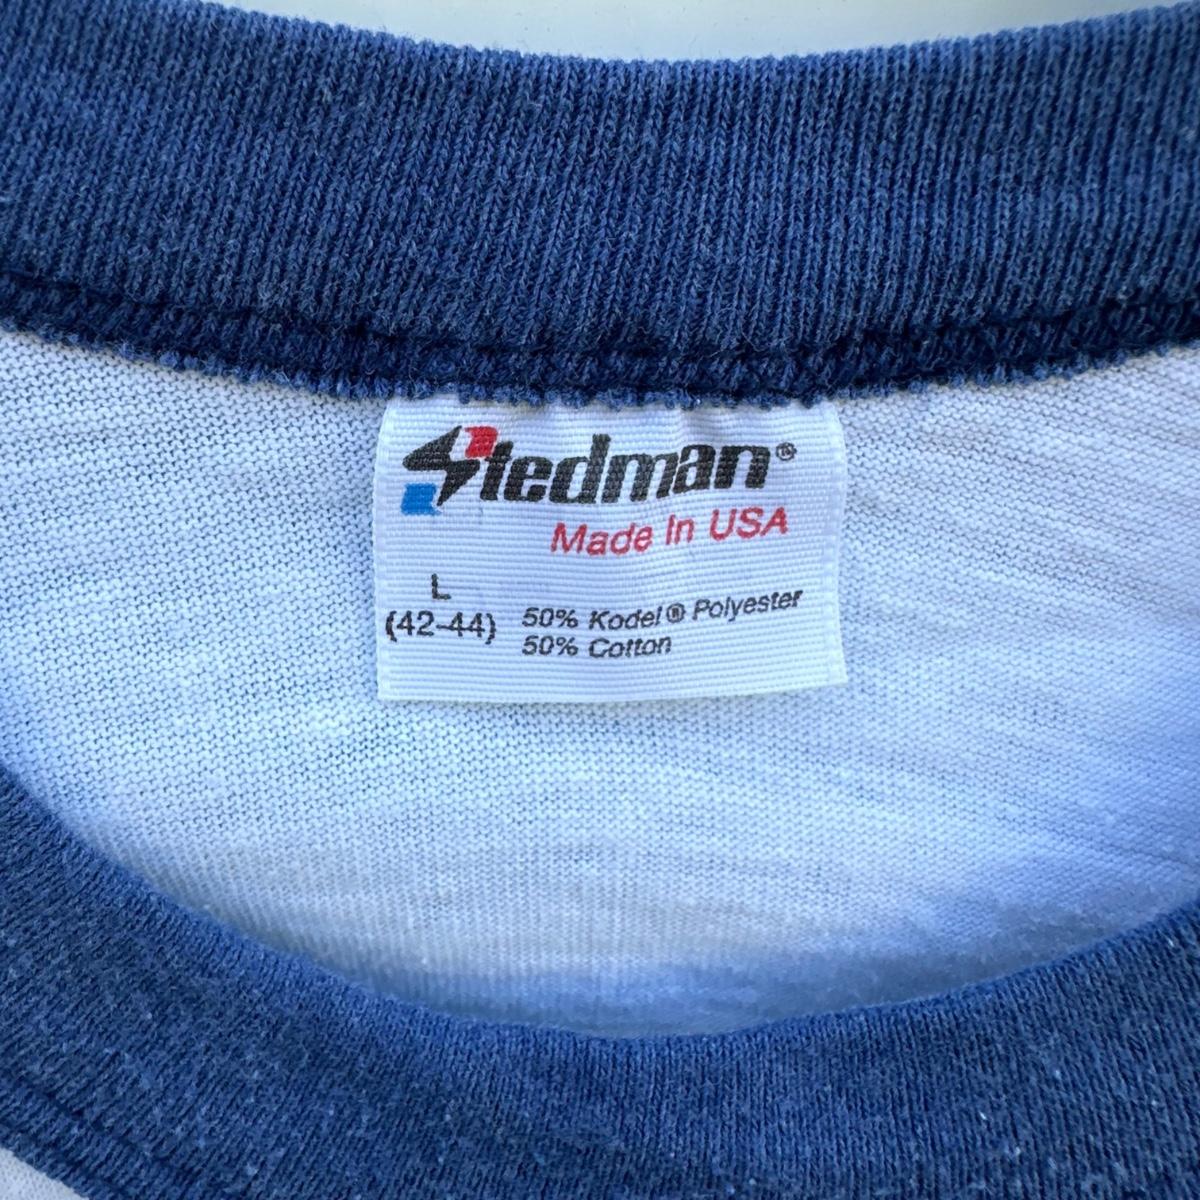 Stedman®
Made In USA
L
(42-44)
50% Kodel® Polyester
50% Cotton